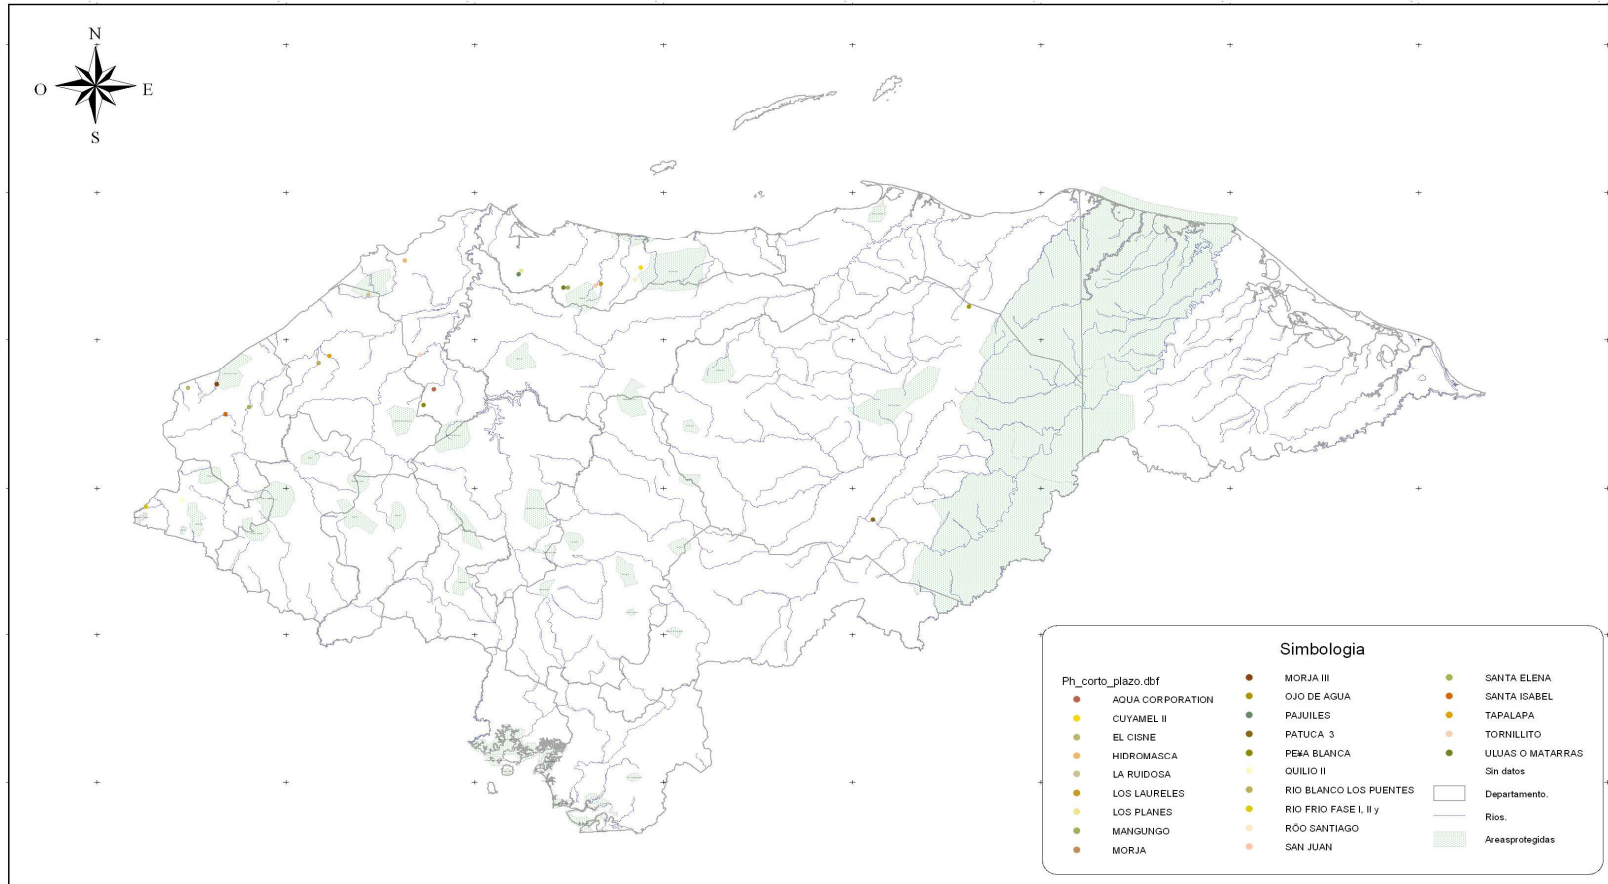 N
O
E
S
Simbologia
Ph_corto_plazo.dbf
AQUA CORPORATION
CUYAMEL II
EL CISNE
HIDROMASCA
LA RUIDOSA
LOS LAURELES
LOS PLANES
MANGUNGO
MORJA
MORJA III
OJO DE AGUA
PAJUILES
PATUCA 3
PE¥A BLANCA
QUILIO II
RIO BLANCO LOS PUENTES
RIO FRIO FASE I, II y
RÖO SANTIAGO
SAN JUAN
SANTA ELENA
SANTA ISABEL
TAPALAPA
TORNILLITO
ULUAS O MATARRAS
Sin datos
Departamento.
Rios.
Areasprotegidas